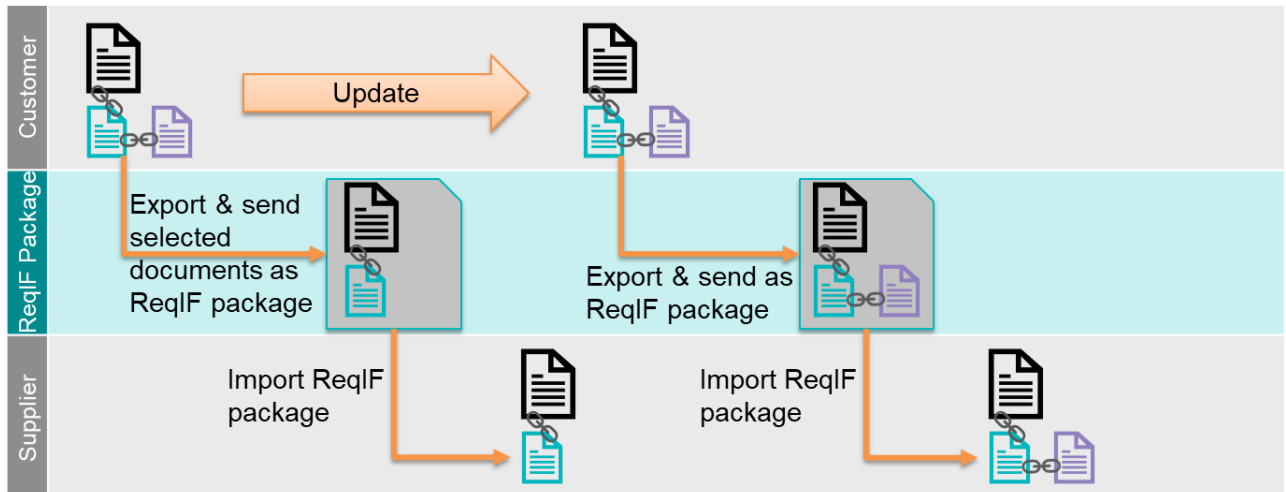 Customer
Update
ReqIF Package
Export & send
selected
documents as
ReqIF package
Export & send as
ReqIF package
Supplier
Import ReqIF
package
Import ReqIF
package